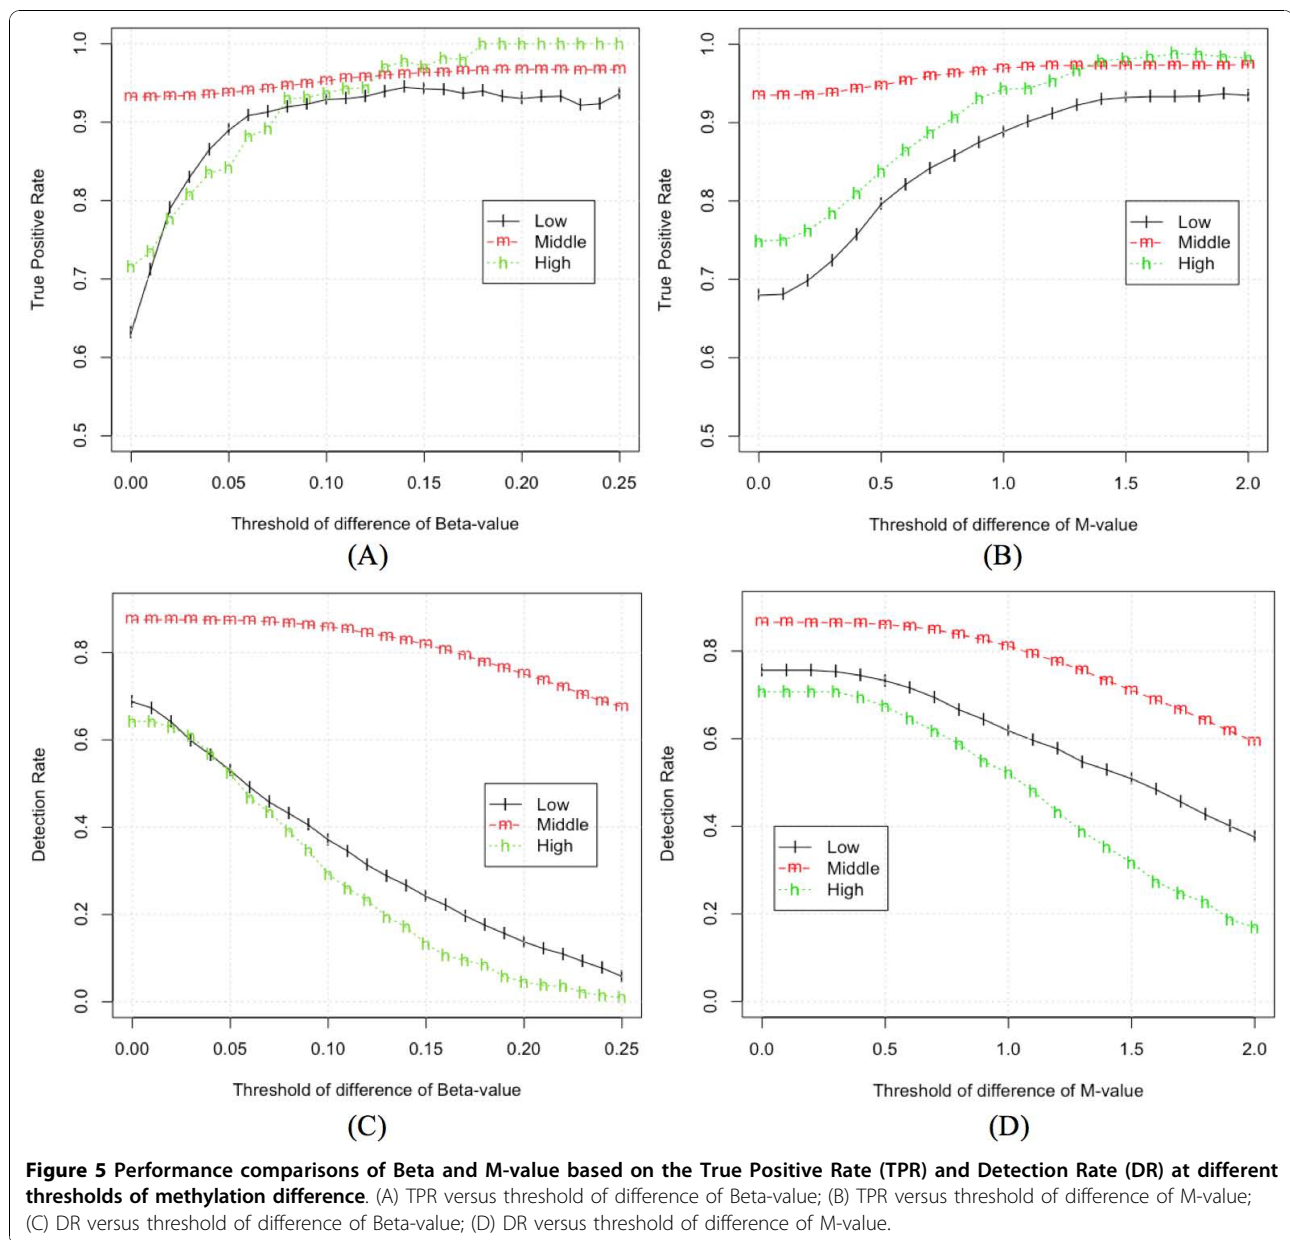 1.0
0.9
0.8
0.7
0.6
0.5
True Positive Rate
Low
Middle
High
0.00 0.05 0.10 0.15 0.20 0.25
Threshold of difference of Beta-value
(A)
1.0
0.9
0.8
0.7
0.6
0.5
True Positive Rate
Low
Middle
High
0.0 0.5 1.0 1.5 2.0
Threshold of difference of M-value
(B)
0.8
0.6
0.4
0.2
0.0
Detection Rate
Low
Middle
High
0.00 0.05 0.10 0.15 0.20 0.25
Threshold of difference of Beta-value
(C)
0.8
0.6
0.4
0.2
0.0
Detection Rate
Low
Middle
High
0.0 0.5 1.0 1.5 2.0
Threshold of difference of M-value
(D)
Figure 5 Performance comparisons of Beta and M-value based on the True Positive Rate (TPR) and Detection Rate (DR) at different
thresholds of methylation difference. (A) TPR versus threshold of difference of Beta-value; (B) TPR versus threshold of difference of M-value;
(C) DR versus threshold of difference of Beta-value; (D) DR versus threshold of difference of M-value.